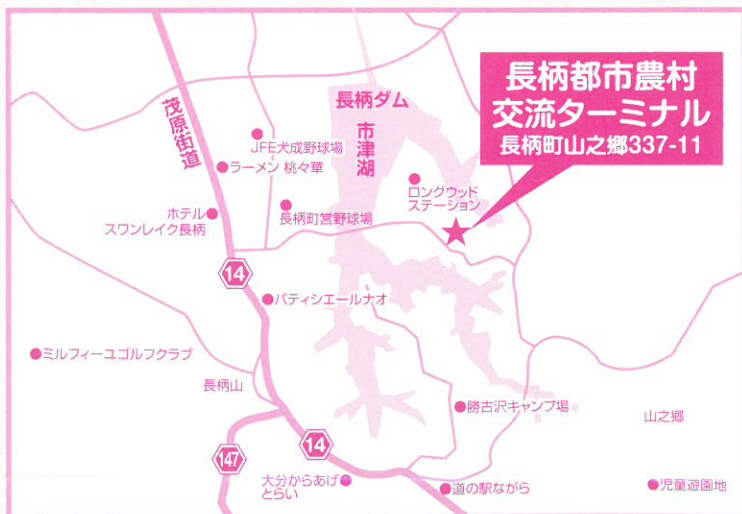 長柄都市農村
交流ターミナル
長柄町山之郷337-11
長柄ダム
市津湖
茂原街道
JFE犬成野球場
ラーメン 桃々華
ロングウッド
ステーション
長柄町営野球場
ホテル
スワンレイク長柄
14
パティシエールナオ
ミルフィーユゴルフクラブ
長柄山
勝古沢キャンプ場
山之郷
14
147
大分からあげ
とらい
道の駅ながら
児童遊園地